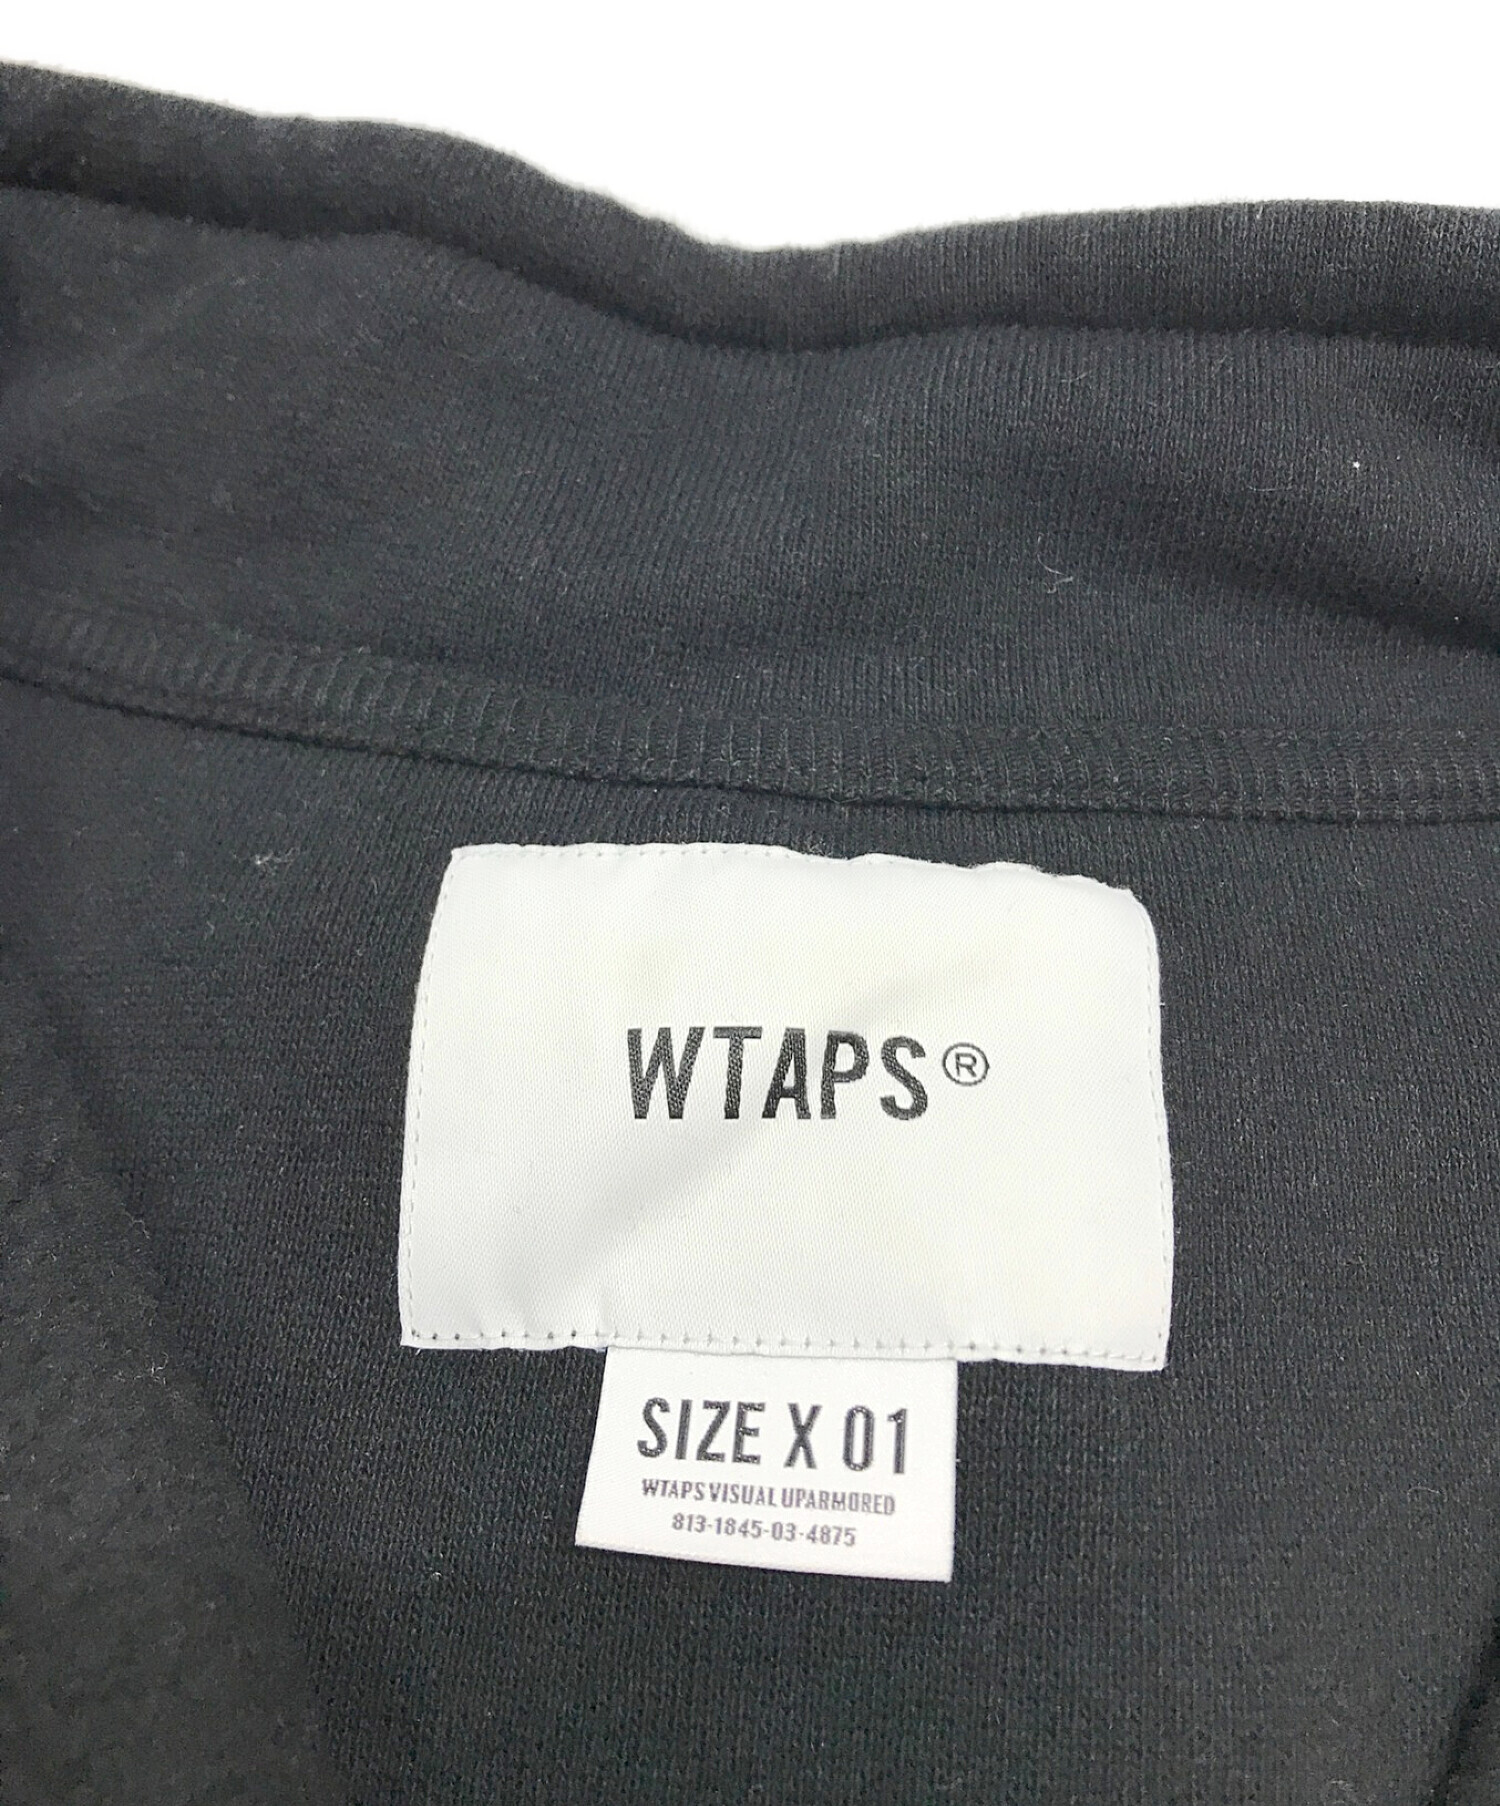 WTAPS®
SIZE X 01
WTAPS VISUAL UPARMORED
813-1845-03-4875